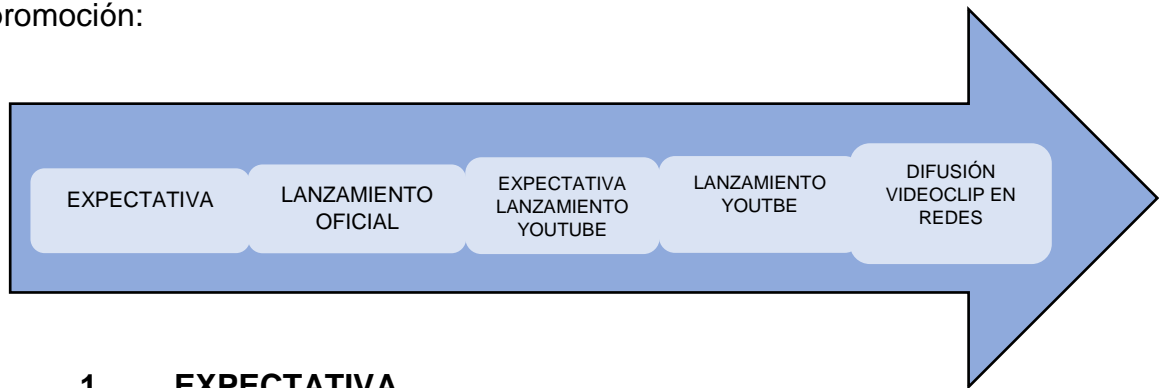 promoción:
EXPECTATIVA
LANZAMIENTO
OFICIAL
EXPECTATIVA
LANZAMIENTO
YOUTUBE
LANZAMIENTO
YOUTBE
DIFUSIÓN
VIDEOCLIP EN
REDES
1 EXPECTATIVA